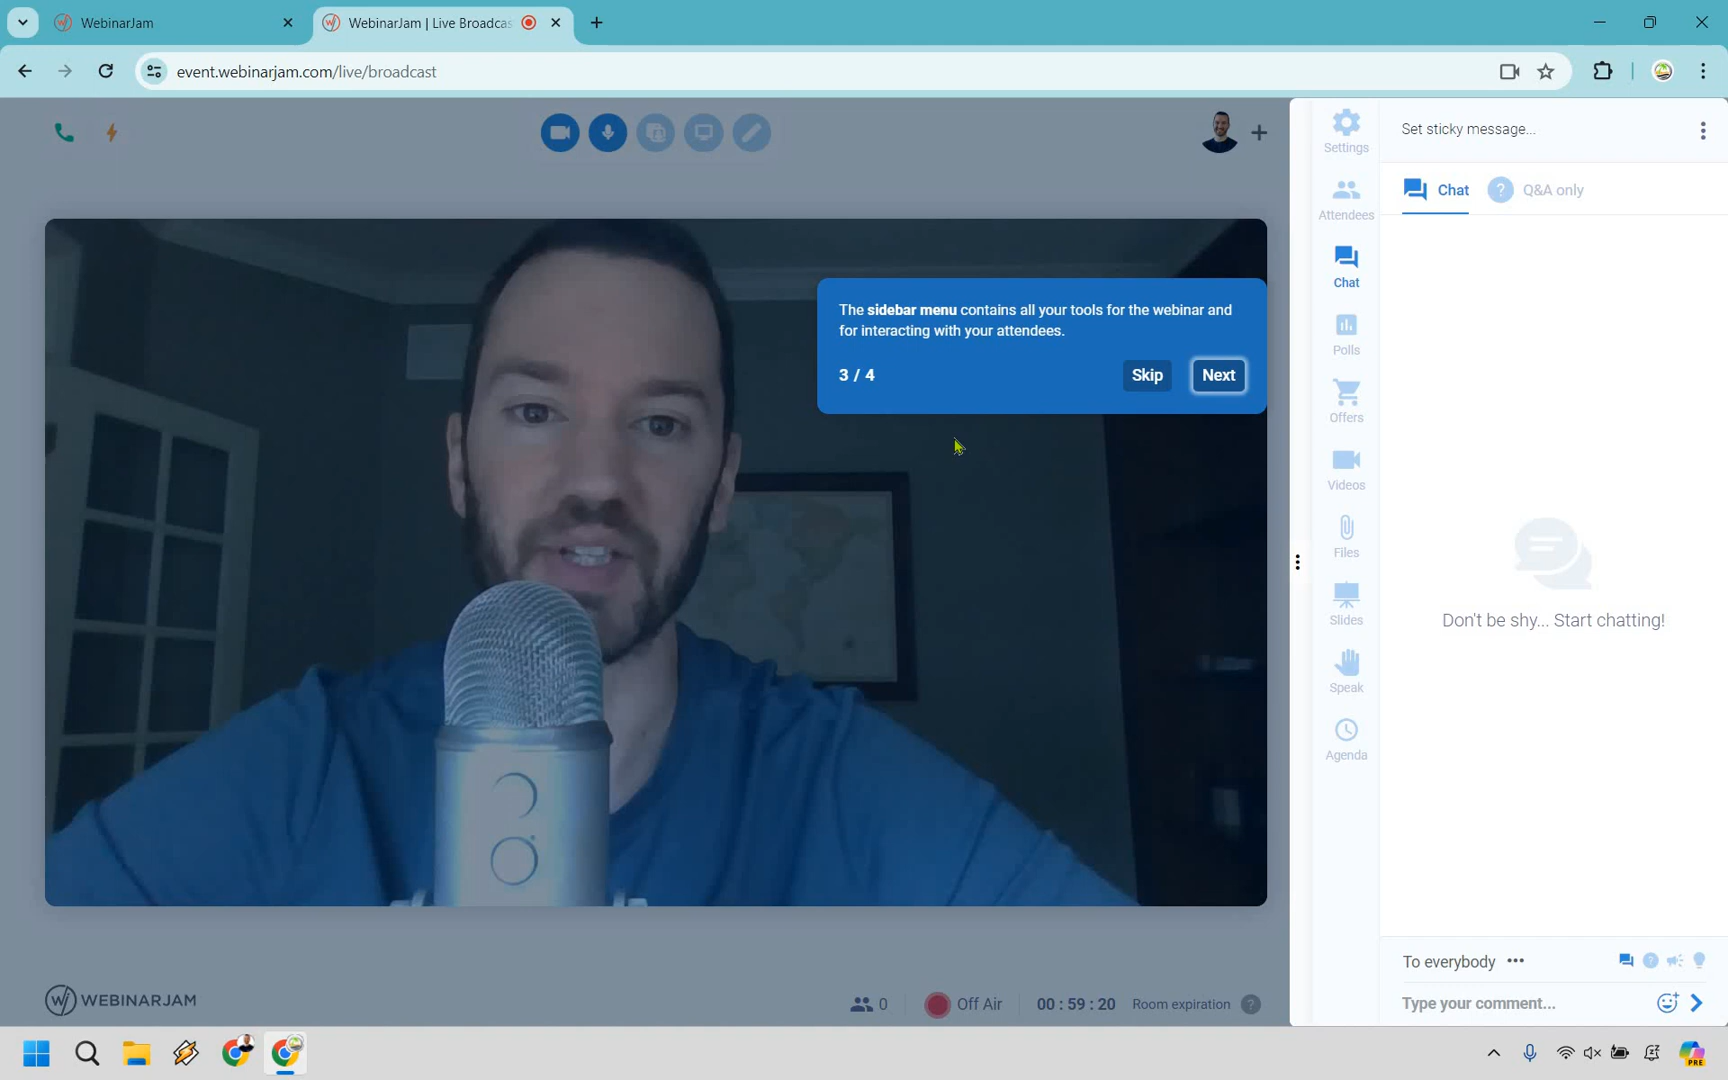 WebinarJam
WebinarJam | Live Broadcas
event.webinarjam.com/live/broadcast
Settings
Attendees
Chat
Polls
Offers
Videos
Files
Slides
Speak
Agenda
Set sticky message...
Chat
? Q&A only
The sidebar menu contains all your tools for the webinar and
for interacting with your attendees.
3 / 4
Skip
Next
Don't be shy... Start chatting!
To everybody •••
?
Type your comment...
WEBINARJAM
0
Off Air
00 : 59 : 20
Room expiration ?
PRE